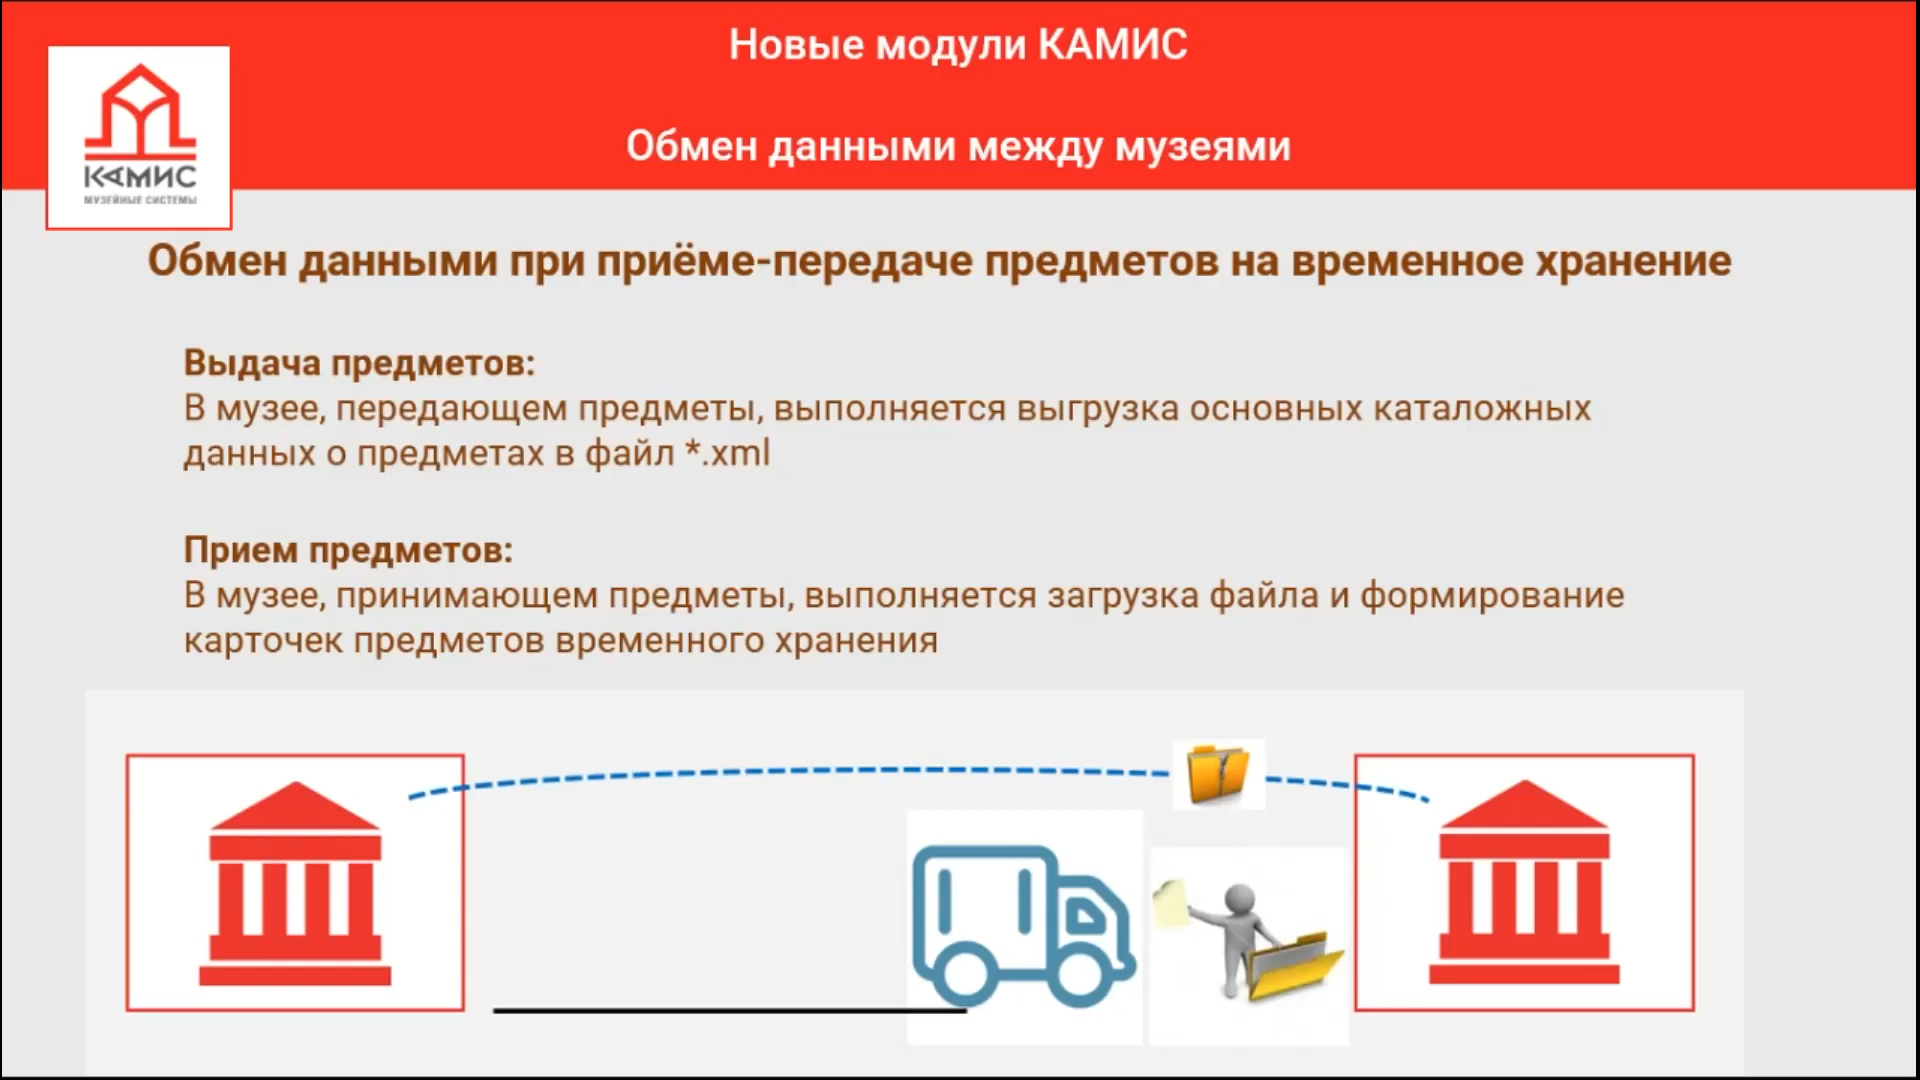 Новые модули КАМИС
Обмен данными между музеями
КАМИС
МУЗЕЙНЫЕ СИСТЕМЫ
Обмен данными при приёме-передаче предметов на временное хранение
Выдача предметов:
В музее, передающем предметы, выполняется выгрузка основных каталожных
данных о предметах в файл *.xml
Прием предметов:
В музее, принимающем предметы, выполняется загрузка файла и формирование
карточек предметов временного хранения